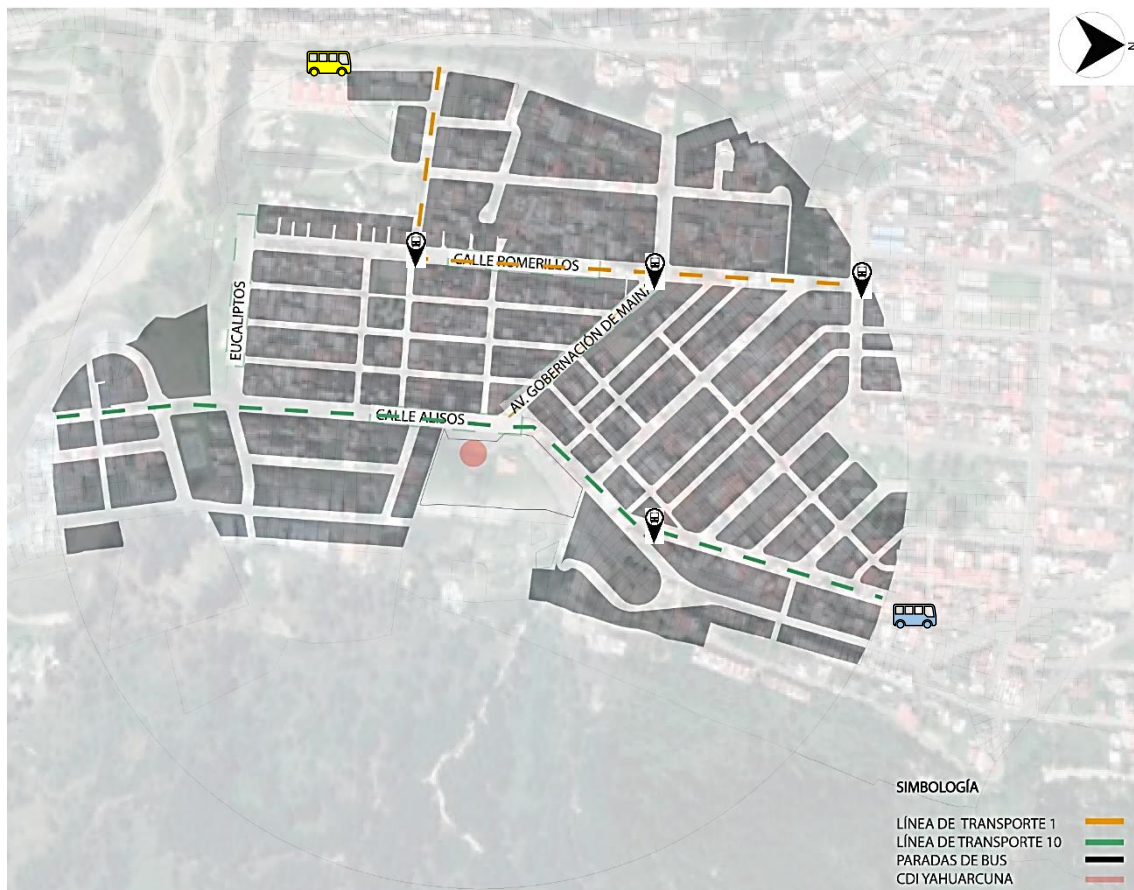 N
CALLE ROMERILLOS
EUCALIPTOS
AV. GOBERNACIÓN DE MAINA
CALLE ALISOS
SIMBOLOGÍA
LÍNEA DE TRANSPORTE 1
LÍNEA DE TRANSPORTE 10
PARADAS DE BUS
CDI YAHUARCUNA